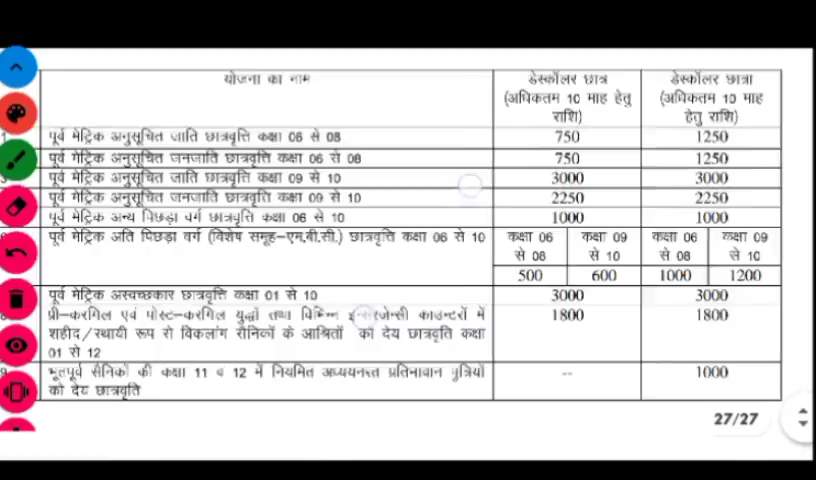 योजना का नाम
डेस्कॉलर छात्र
(अधिकतम 10 माह हेतु
राशि)
डेस्कॉलर छात्रा
(अधिकतम 10 माह
हेतु राशि)
1 पूर्व मेट्रिक अनुसूचित जाति छात्रवृत्ति कक्षा 06 से 08 750 1250
पूर्व मेट्रिक अनुसूचित जनजाति छात्रवृत्ति कक्षा 06 से 08 750 1250
पूर्व मेट्रिक अनुसूचित जाति छात्रवृत्ति कक्षा 09 से 10 3000 3000
पूर्व मेट्रिक अनुसूचित जनजाति छात्रवृत्ति कक्षा 09 से 10 2250 2250
पूर्व मेट्रिक अन्य पिछड़ा वर्ग छात्रवृत्ति कक्षा 06 से 10 1000 1000
पूर्व मेट्रिक अति पिछड़ा वर्ग (विशेष समूह–एम.बी.सी.) छात्रवृत्ति कक्षा 06 से 10
कक्षा 06 कक्षा 09 कक्षा 06 कक्षा 09
से 08 से 10 से 08 से 10
500 600 1000 1200
पूर्व मेट्रिक अस्वच्छकार छात्रवृत्ति कक्षा 01 से 10 3000 3000
प्री–करगिल एवं पोस्ट–करगिल युद्धों तथा विभिन्न इन्सरजेन्सी काउन्टरों में 1800 1800
शहीद/स्थायी रूप से विकलांग सैनिकों के आश्रितों को देय छात्रवृति कक्षा
01 से 12
भूतपूर्व सैनिकों की कक्षा 11 व 12 में नियमित अध्ययनरत प्रतिभावान पुत्रियों -- 1000
को देय छात्रवृति
27/27